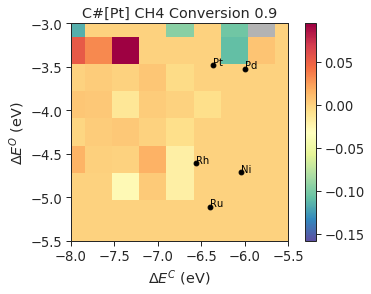 C#[Pt] CH4 Conversion 0.9
−3.0
−3.5
−4.0
−4.5
−5.0
−5.5
ΔE^O (eV)
Pt
Pd
Rh
Ni
Ru
−8.0 −7.5 −7.0 −6.5 −6.0 −5.5
ΔE^C (eV)
0.05
0.00
−0.05
−0.10
−0.15